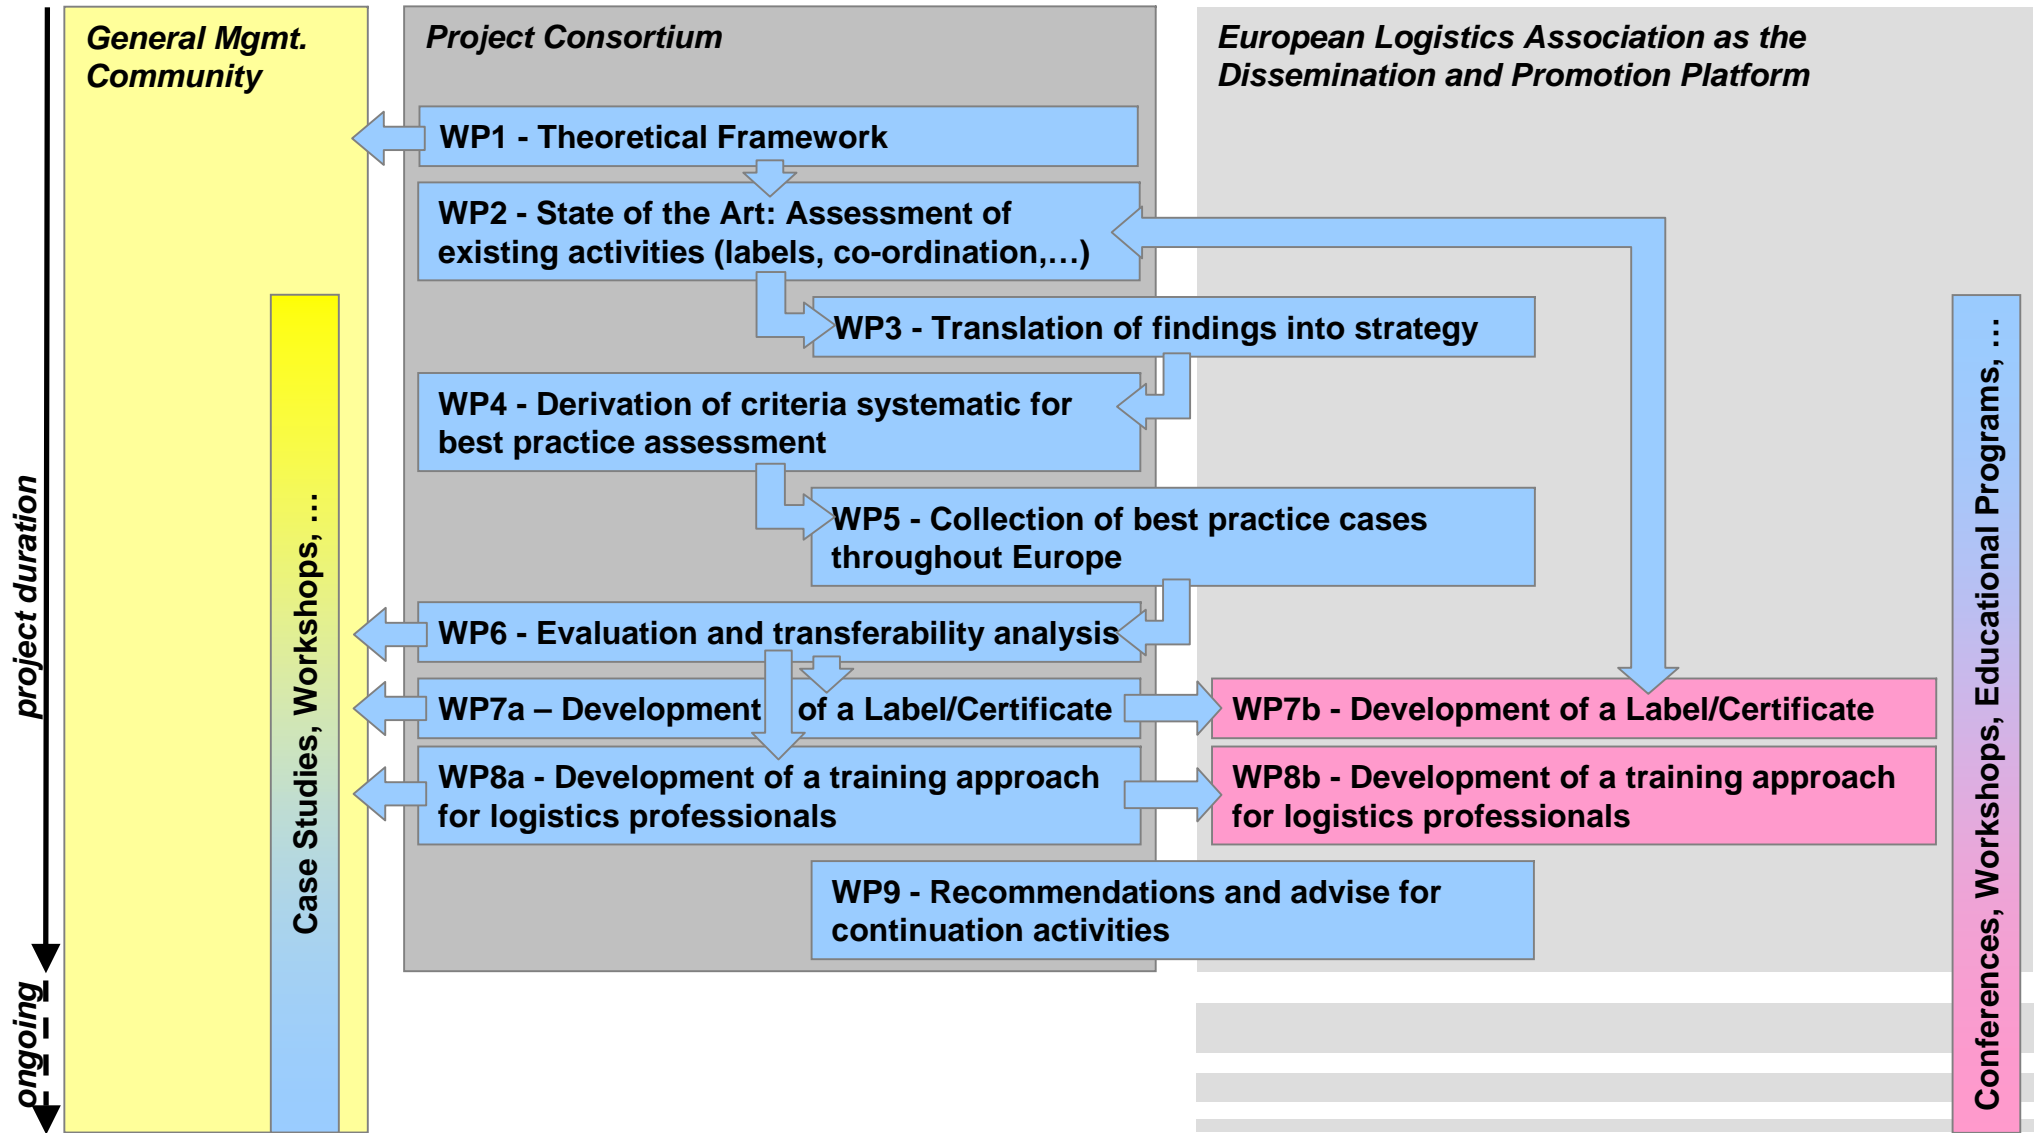 General Mgmt.
Community
Project Consortium
European Logistics Association as the
Dissemination and Promotion Platform
WP1 - Theoretical Framework
WP2 - State of the Art: Assessment of
existing activities (labels, co-ordination,…)
WP3 - Translation of findings into strategy
WP4 - Derivation of criteria systematic for
best practice assessment
WP5 - Collection of best practice cases
throughout Europe
WP6 - Evaluation and transferability analysis
WP7a – Development of a Label/Certificate
WP7b - Development of a Label/Certificate
WP8a - Development of a training approach
for logistics professionals
WP8b - Development of a training approach
for logistics professionals
WP9 - Recommendations and advise for
continuation activities
project duration
ongoing
Case Studies, Workshops, …
Conferences, Workshops, Educational Programs, …